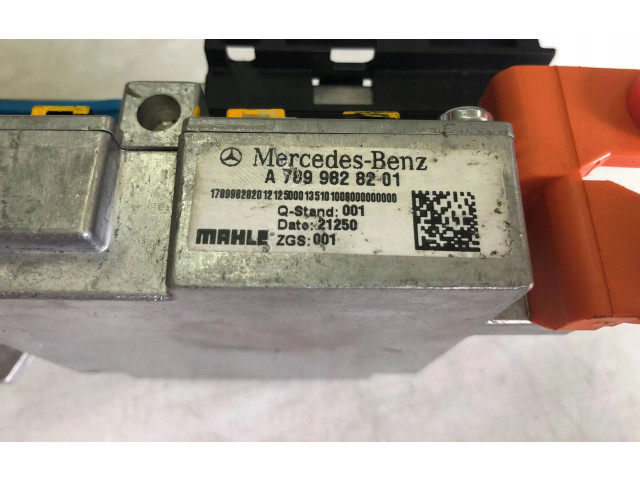 Mercedes-Benz
A 789 982 82 01
Q-Stand: 001
Date: 21250
MAHLE ZGS: 001